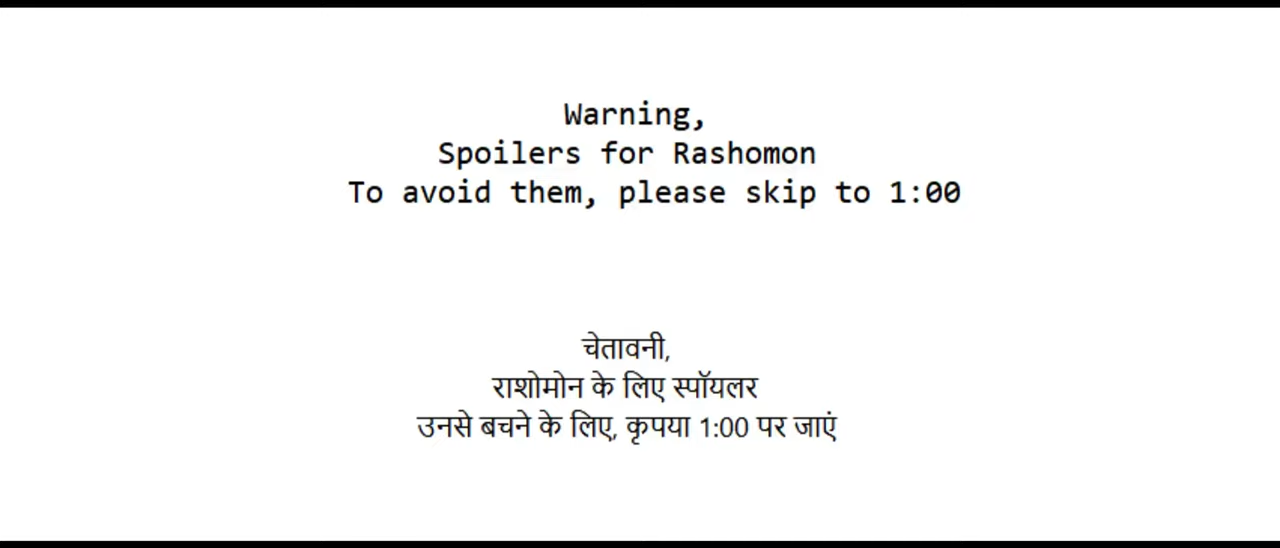 Warning,
Spoilers for Rashomon
To avoid them, please skip to 1:00
चेतावनी,
राशोमोन के लिए स्पॉयलर
उनसे बचने के लिए, कृपया 1:00 पर जाएं